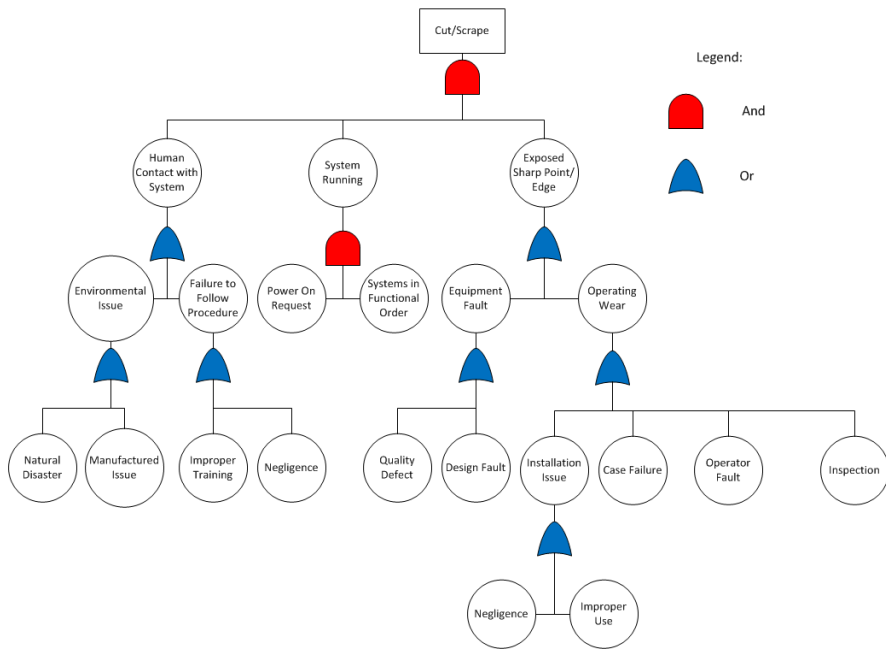 Cut/Scrape
Legend:
And
Or
Human
Contact with
System
System
Running
Exposed
Sharp Point/
Edge
Environmental
Issue
Failure to
Follow
Procedure
Power On
Request
Systems in
Functional
Order
Equipment
Fault
Operating
Wear
Natural
Disaster
Manufactured
Issue
Improper
Training
Negligence
Quality
Defect
Design Fault
Installation
Issue
Case Failure
Operator
Fault
Inspection
Negligence
Improper
Use